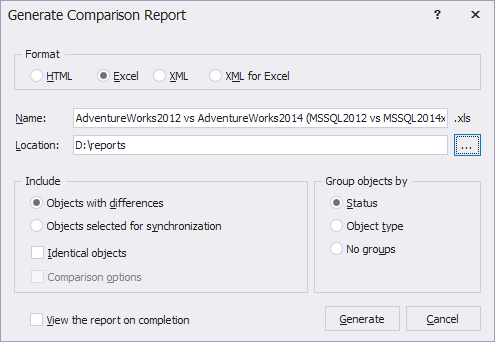 Generate Comparison Report ? ×
Format
HTML Excel XML XML for Excel
Name: AdventureWorks2012 vs AdventureWorks2014 (MSSQL2012 vs MSSQL2014x .xls
Location: D:\reports ...
Include Group objects by
Objects with differences Status
Objects selected for synchronization Object type
Identical objects No groups
Comparison options
View the report on completion Generate Cancel